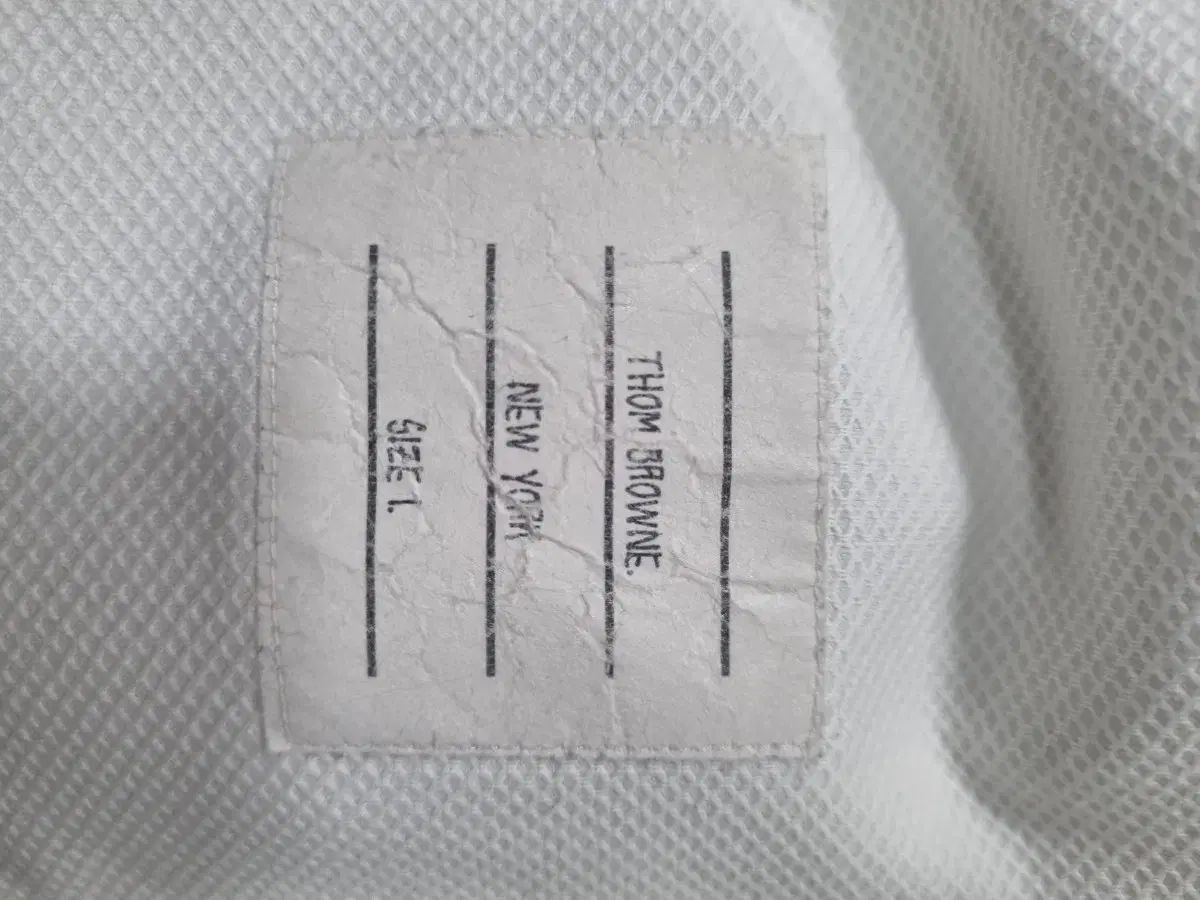 THOM BROWNE.
NEW YORK
SIZE 1.